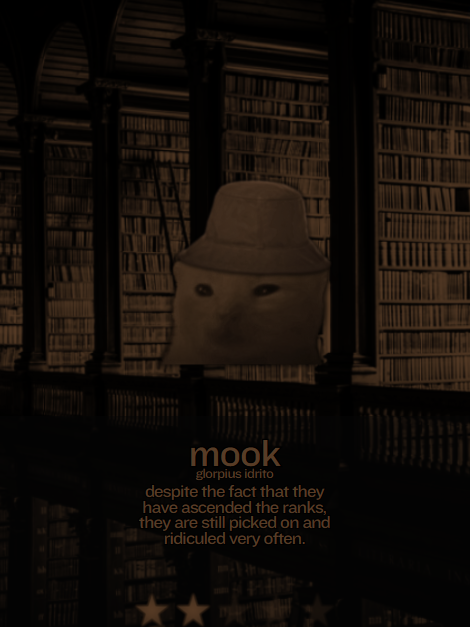 mook
glorpius idrito
despite the fact that they
have ascended the ranks,
they are still picked on and
ridiculed very often.